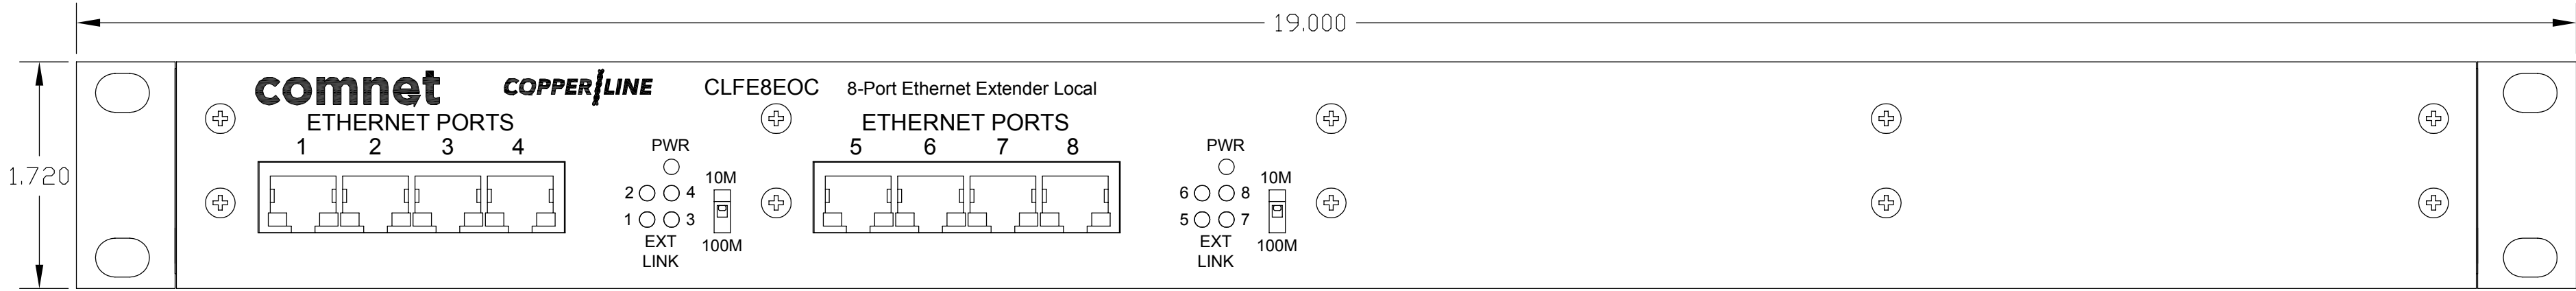 19.000
1.720
comnet COPPER LINE CLFE8EOC 8-Port Ethernet Extender Local
ETHERNET PORTS
1 2 3 4
PWR
10M
2 4
1 3
EXT
LINK
100M
ETHERNET PORTS
5 6 7 8
PWR
10M
6 8
5 7
EXT
LINK
100M